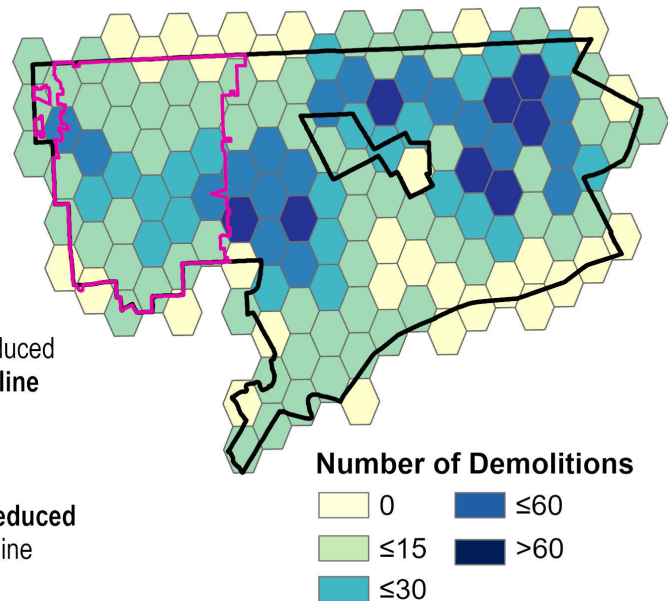 duced
line
educed
line
Number of Demolitions
0
≤15
≤30
≤60
>60